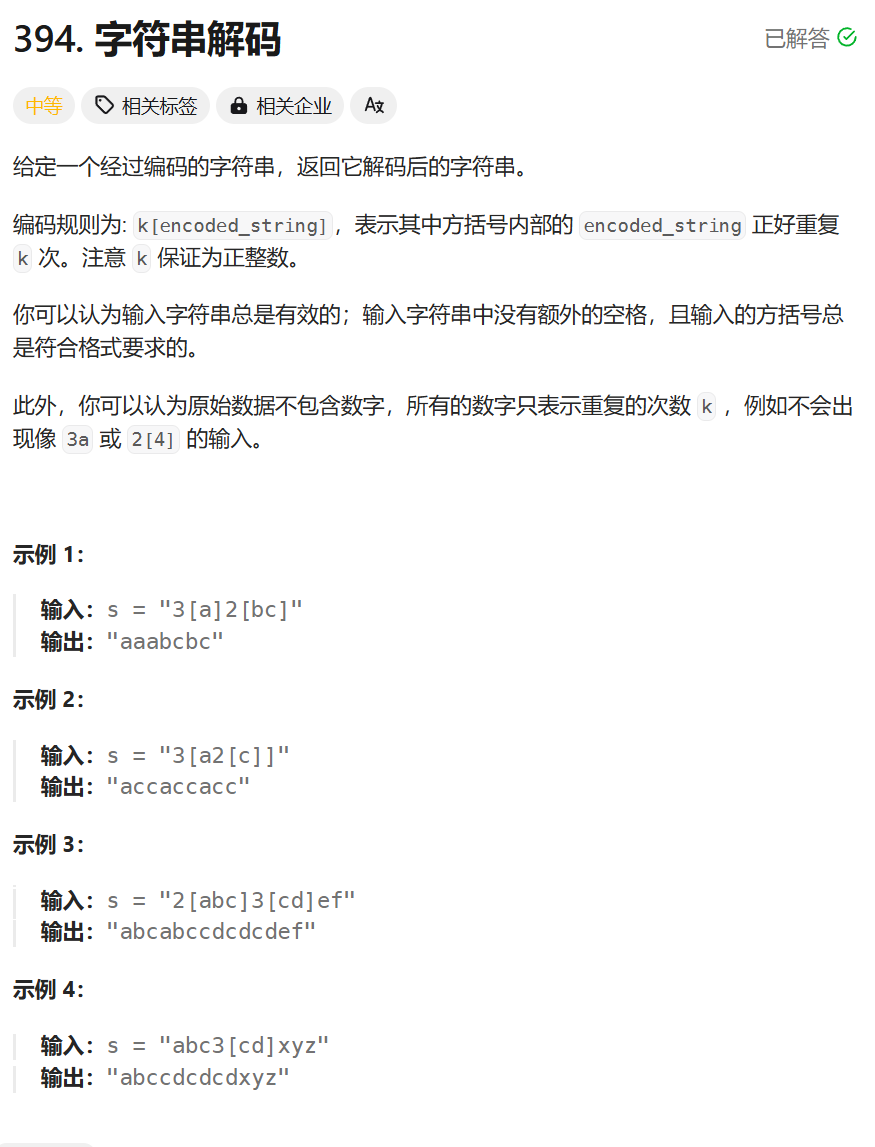 394. 字符串解码
已解答
中等 相关标签 相关企业
给定一个经过编码的字符串，返回它解码后的字符串。
编码规则为: k[encoded_string]，表示其中方括号内部的 encoded_string 正好重复
k 次。注意 k 保证为正整数。
你可以认为输入字符串总是有效的；输入字符串中没有额外的空格，且输入的方括号总
是符合格式要求的。
此外，你可以认为原始数据不包含数字，所有的数字只表示重复的次数 k ，例如不会出
现像 3a 或 2[4] 的输入。
示例 1：
输入：s = "3[a]2[bc]"
输出："aaabcbc"
示例 2：
输入：s = "3[a2[c]]"
输出："accaccacc"
示例 3：
输入：s = "2[abc]3[cd]ef"
输出："abcabccdcdcdef"
示例 4：
输入：s = "abc3[cd]xyz"
输出："abccdcdcdxyz"